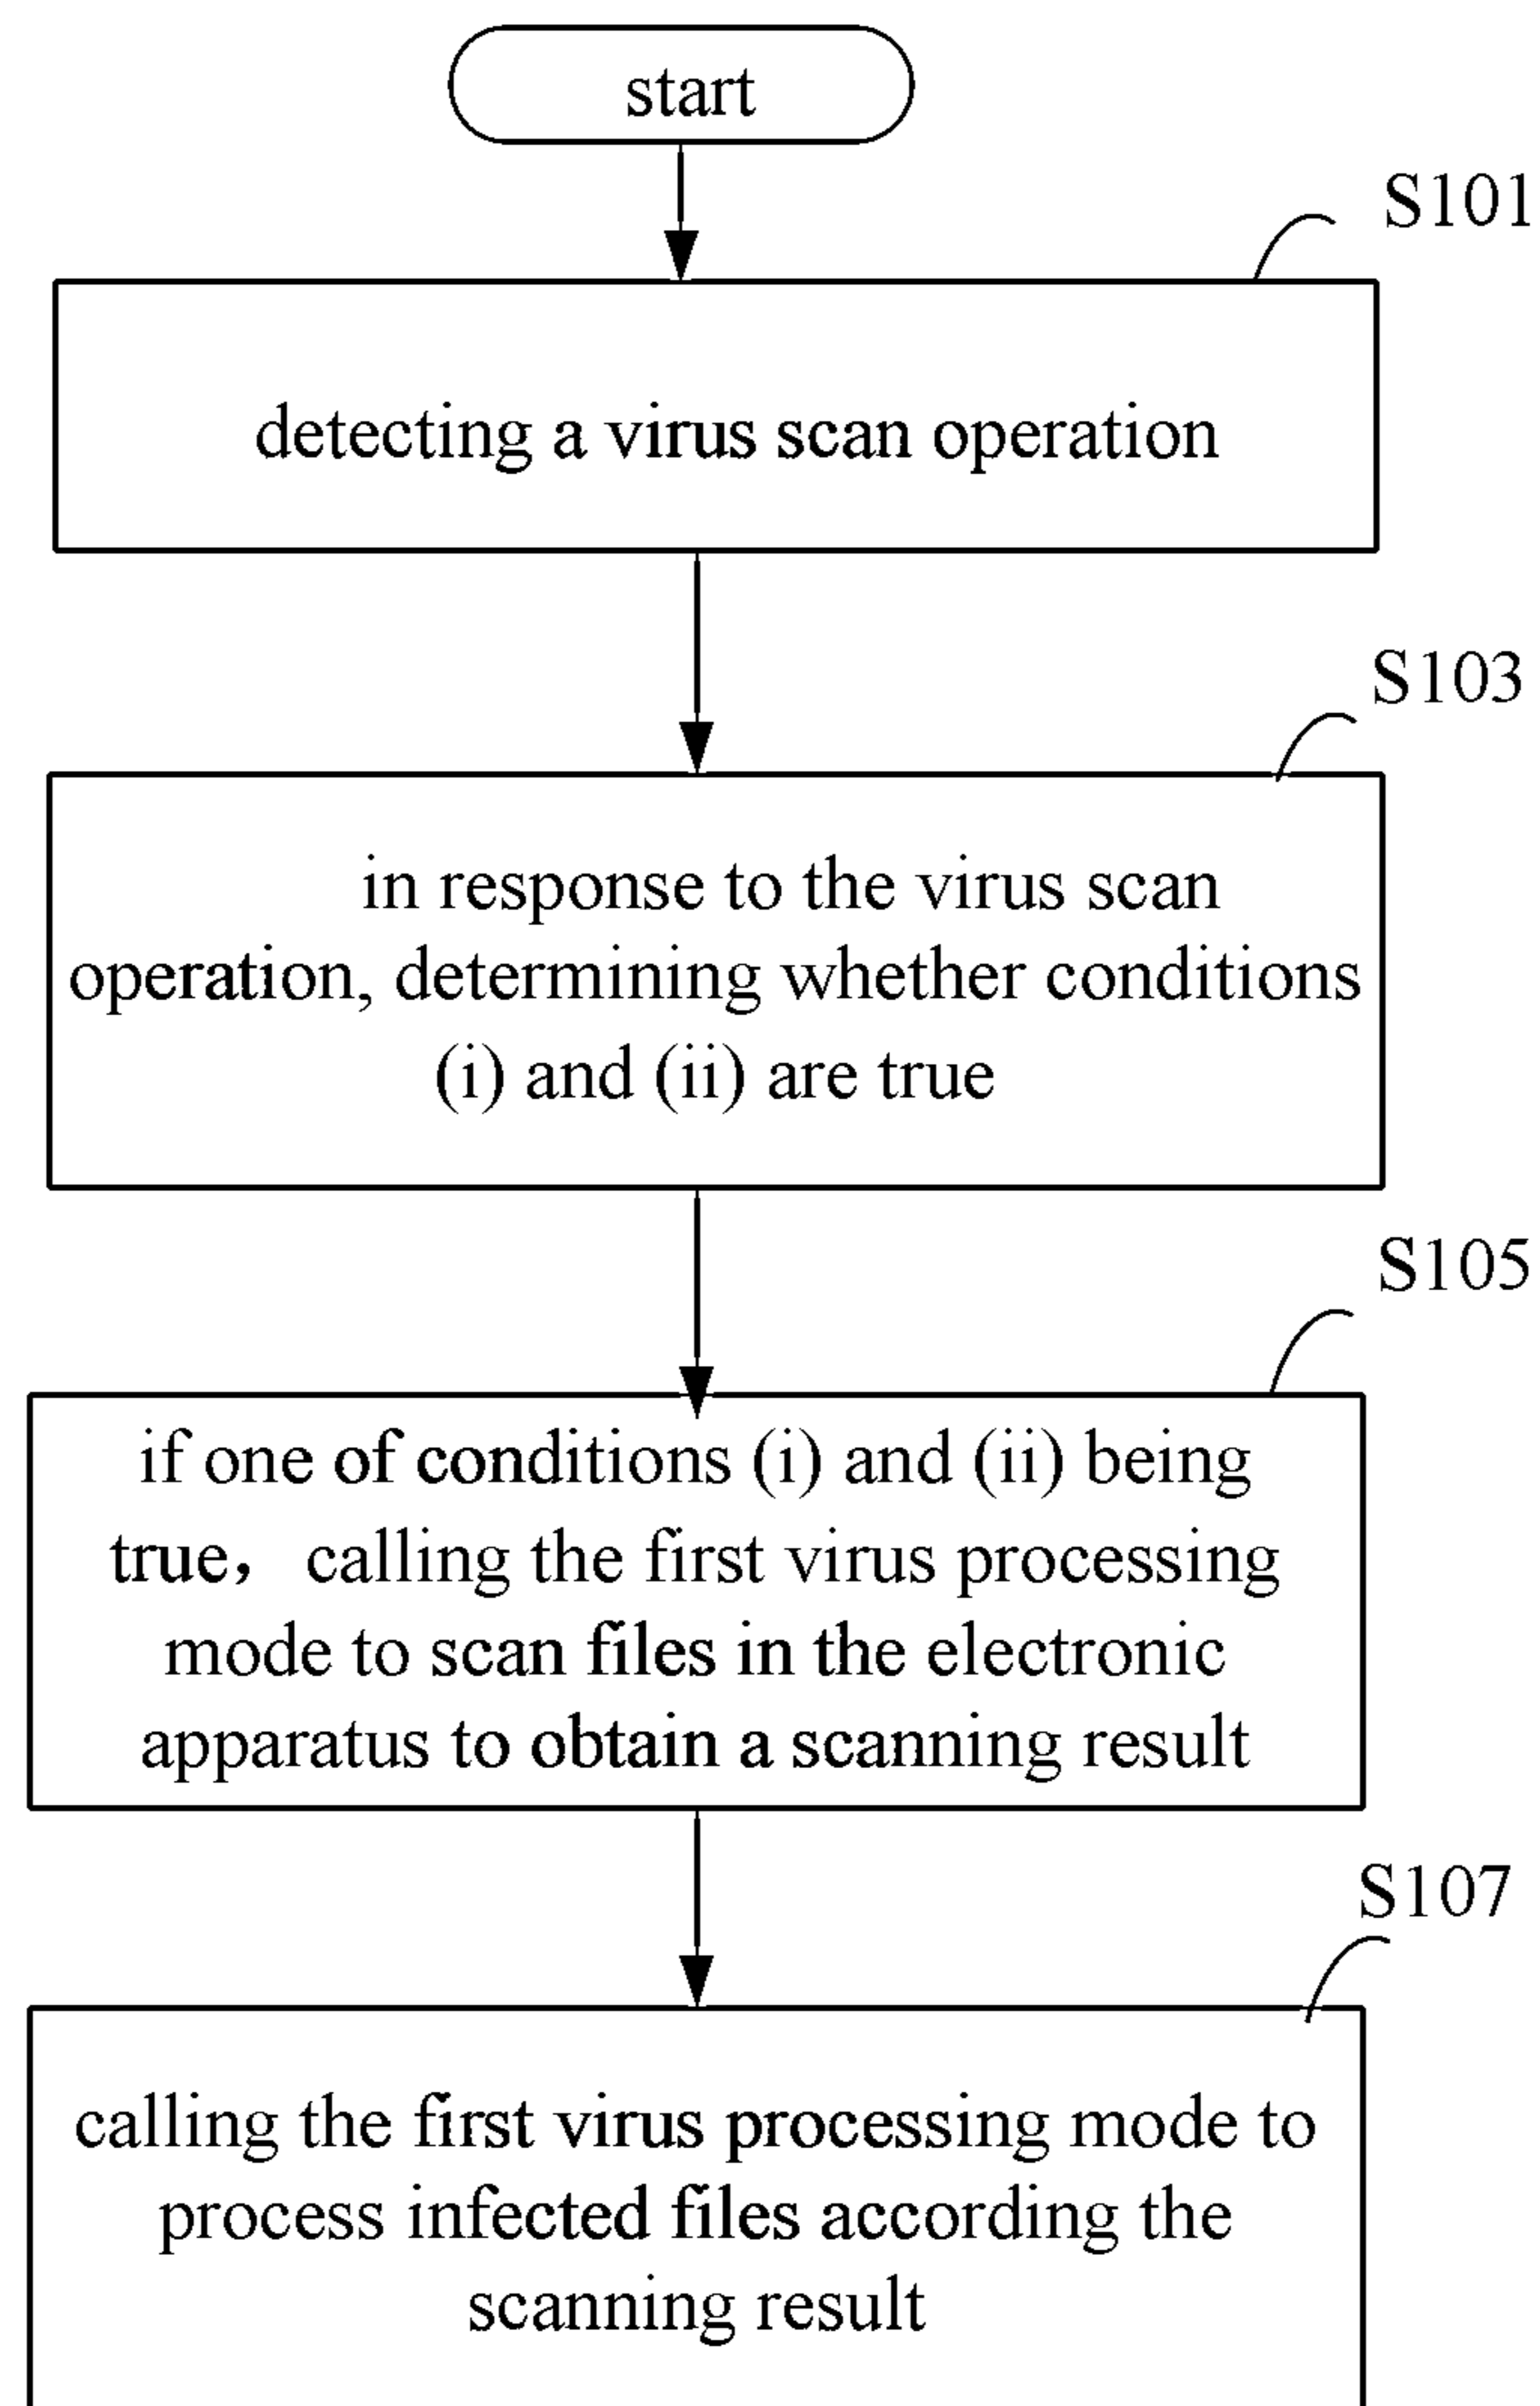 start
S101
detecting a virus scan operation
S103
in response to the virus scan
operation, determining whether conditions
(i) and (ii) are true
S105
if one of conditions (i) and (ii) being
true，calling the first virus processing
mode to scan files in the electronic
apparatus to obtain a scanning result
S107
calling the first virus processing mode to
process infected files according the
scanning result